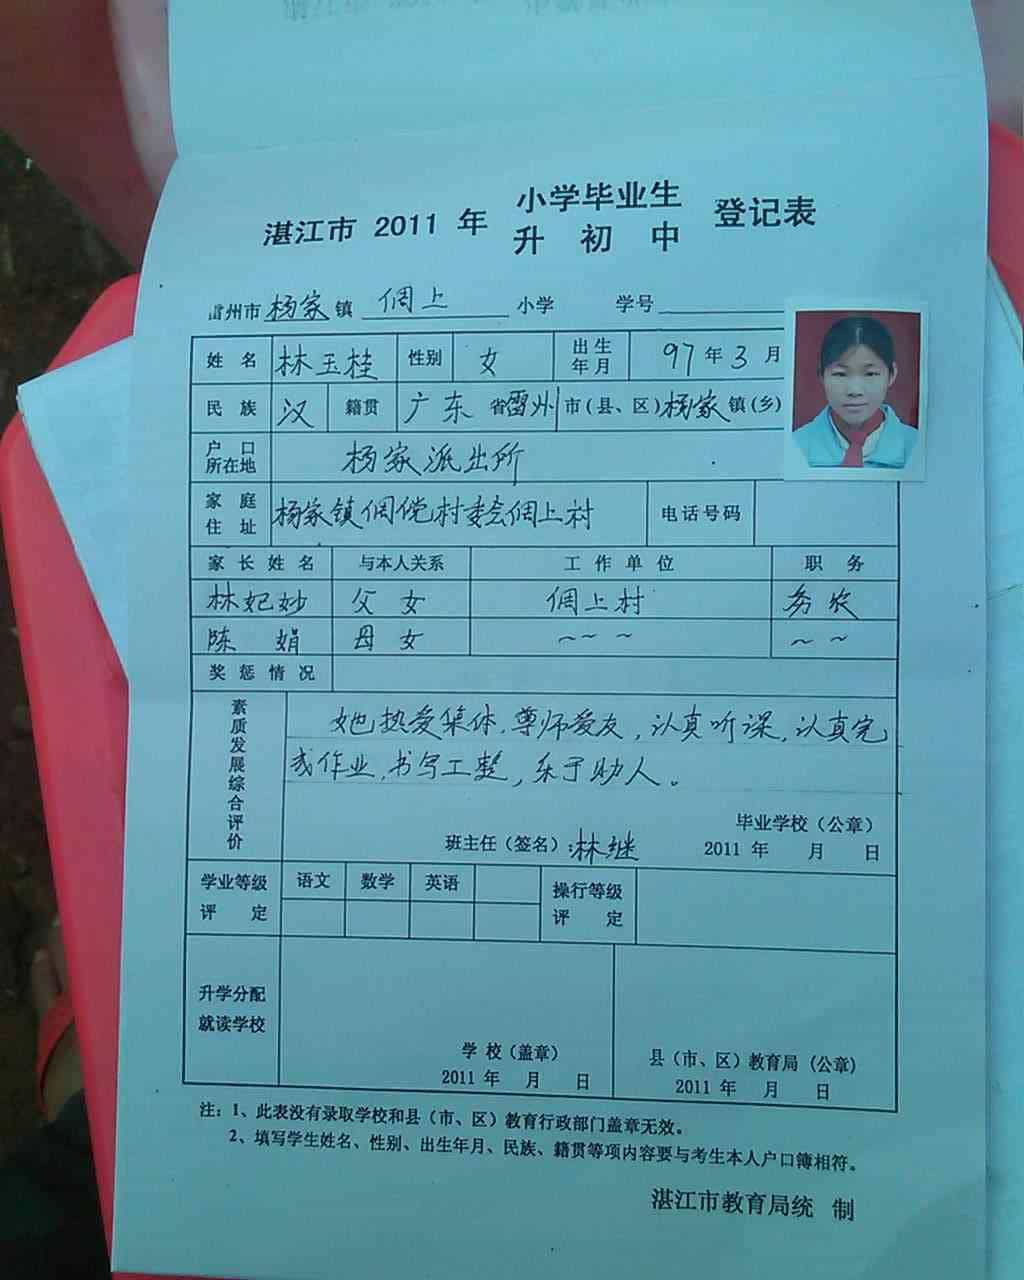 湛江市 2011 年 小学毕业生 登记表
升 初 中
雷州市 杨家 镇 倜上 小学 学号
姓 名 林玉桂 性别 女 出生年月 97 年 3 月
民 族 汉 籍贯 广东 省 雷州 市(县、区) 杨家 镇(乡)
户 口 所在地 杨家派出所
家 庭 住 址 杨家镇倜傥村委会倜上村 电话号码
家 长 姓 名 与本人关系 工 作 单 位 职 务
林妃妙 父 女 倜上村 务农
陈 娟 母 女 ~ ~ ~ ~ ~
奖 惩 情 况
素质发展综合评价
她热爱集体,尊师爱友,认真听课,认真完
成作业,书写工整,乐于助人。
毕业学校(公章)
班主任(签名):林继 2011 年 月 日
学业等级 评 定 语文 数学 英语 操行等级 评 定
升学分配
就读学校
学 校(盖章) 县(市、区)教育局(公章)
2011 年 月 日 2011 年 月 日
注:1、此表没有录取学校和县(市、区)教育行政部门盖章无效。
2、填写学生姓名、性别、出生年月、民族、籍贯等项内容要与考生本人户口簿相符。
湛江市教育局统 制